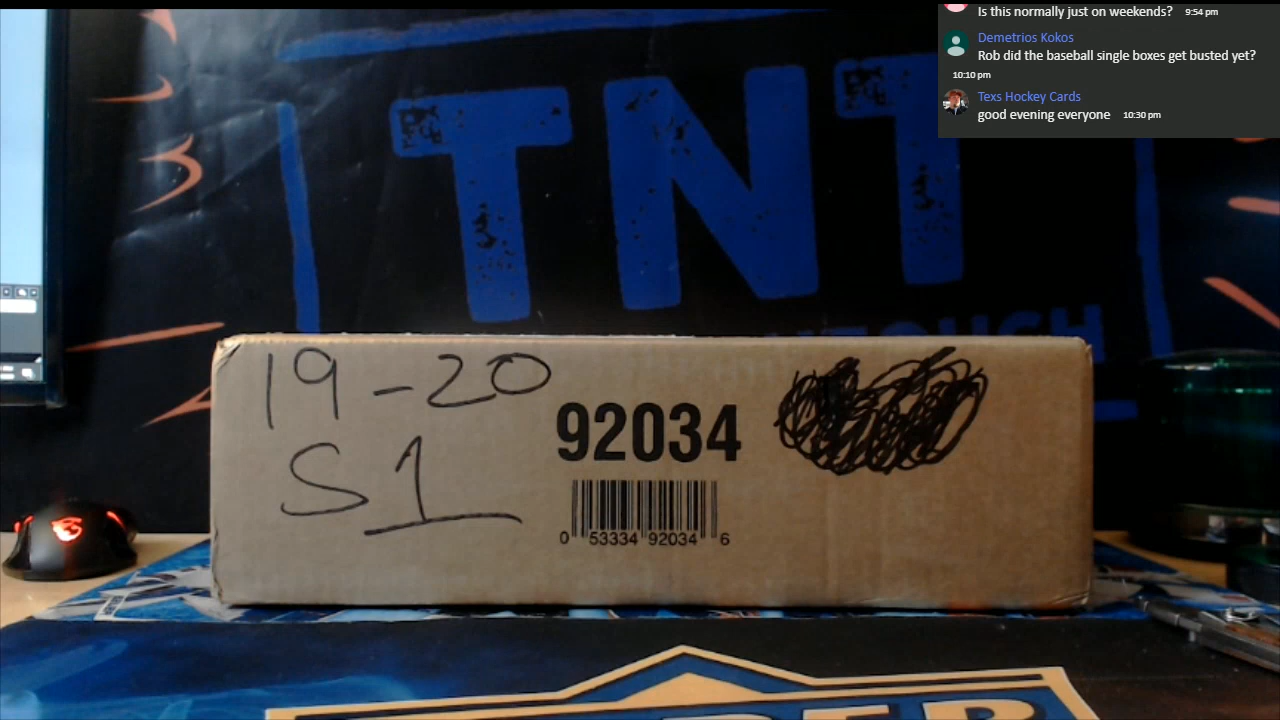 Is this normally just on weekends? 9:54 pm
Demetrios Kokos
Rob did the baseball single boxes get busted yet?
10:10 pm
Texs Hockey Cards
good evening everyone 10:30 pm
TNT
19-20
S1
92034
0 53334 92034 6